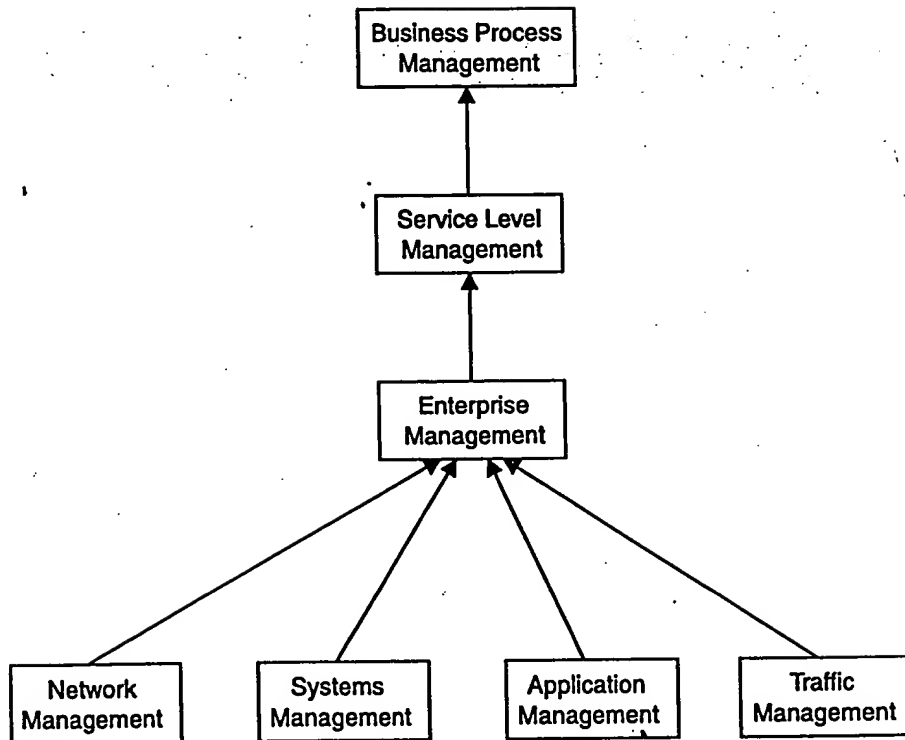 Business Process
Management
Service Level
Management
Enterprise
Management
Network
Management
Systems
Management
Application
Management
Traffic
Management